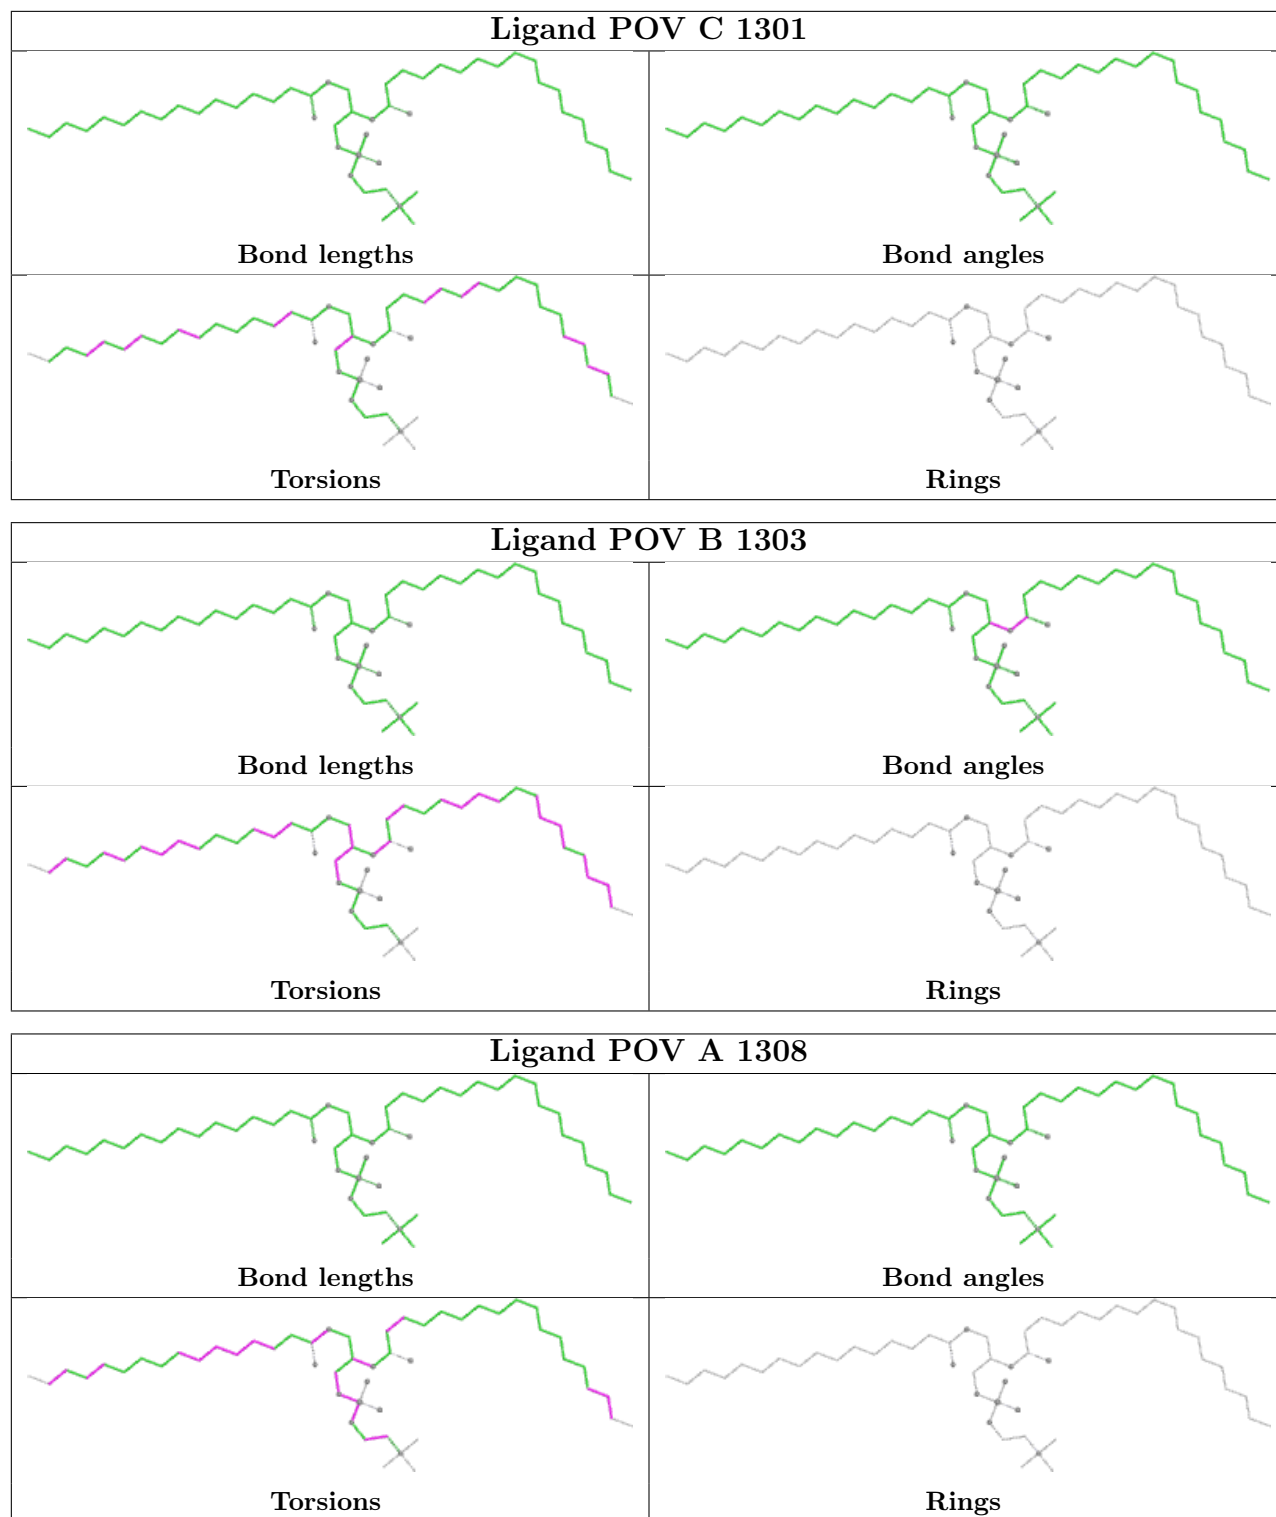 Ligand POV C 1301
Bond lengths
Bond angles
Torsions
Rings
Ligand POV B 1303
Bond lengths
Bond angles
Torsions
Rings
Ligand POV A 1308
Bond lengths
Bond angles
Torsions
Rings